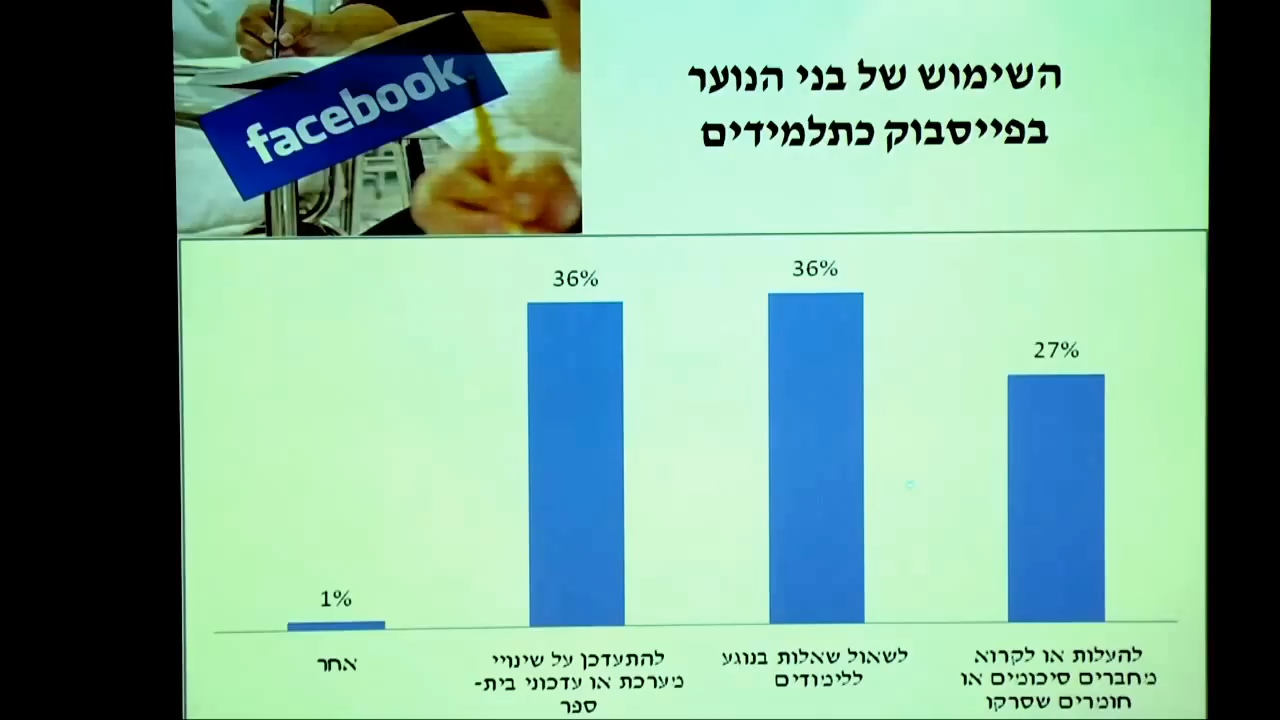 facebook
השימוש של בני הנוער
בפייסבוק כתלמידים
36%
36%
27%
1%
להעלות או לקרוא
מחברים סיכומים או
חומרים שסרקו
לשאול שאלות בנוגע
ללימודים
להתעדכן על שינויי
מערכת או עדכוני בית-
ספר
אחר